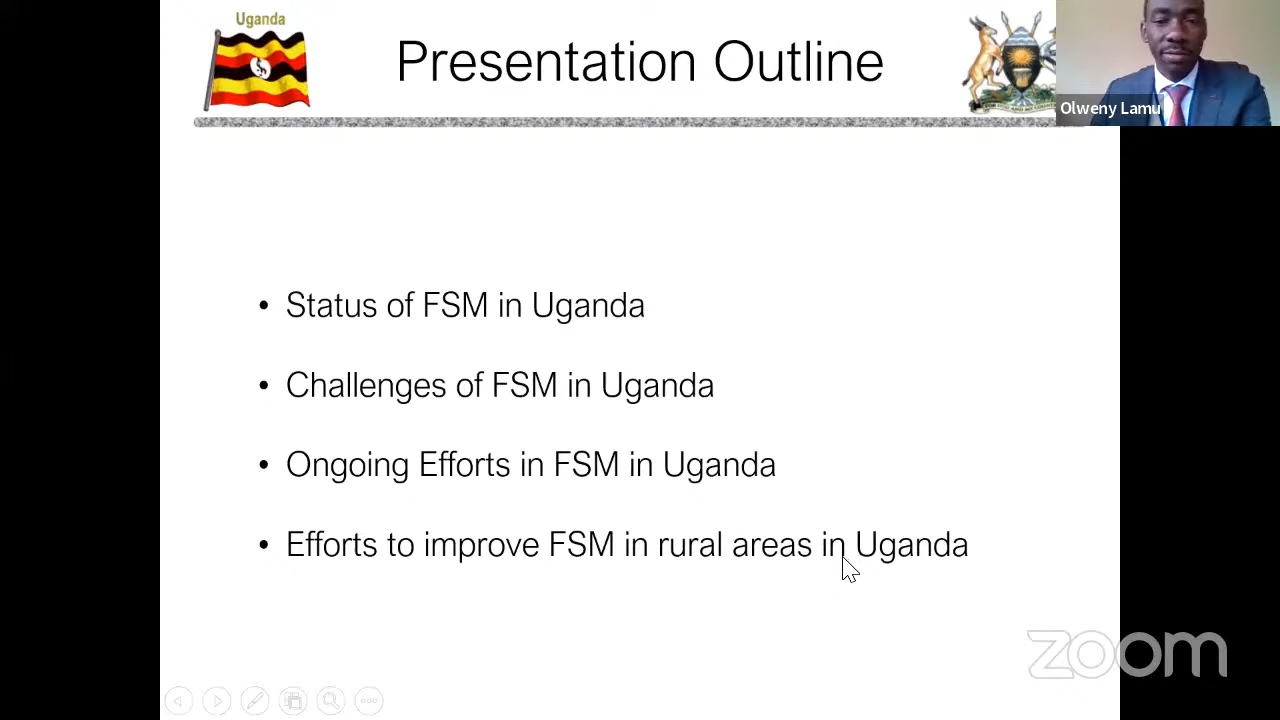 Uganda
Presentation Outline
Olweny Lamu
• Status of FSM in Uganda
• Challenges of FSM in Uganda
• Ongoing Efforts in FSM in Uganda
• Efforts to improve FSM in rural areas in Uganda
zoom